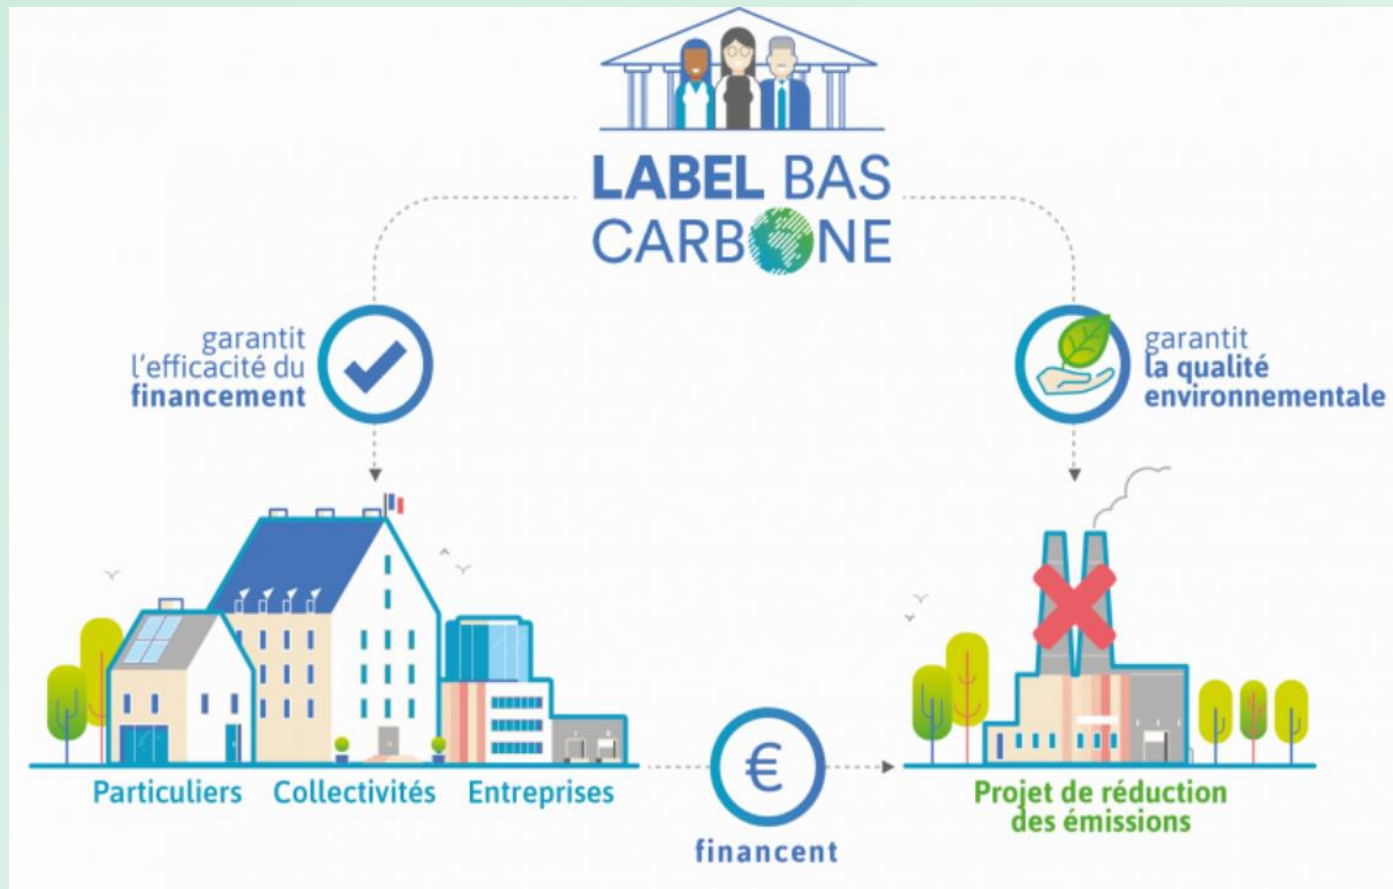 LABEL BAS
CARBONE
garantit
l'efficacité du
financement
garantit
la qualité
environnementale
Particuliers
Collectivités
Entreprises
€
financent
Projet de réduction
des émissions